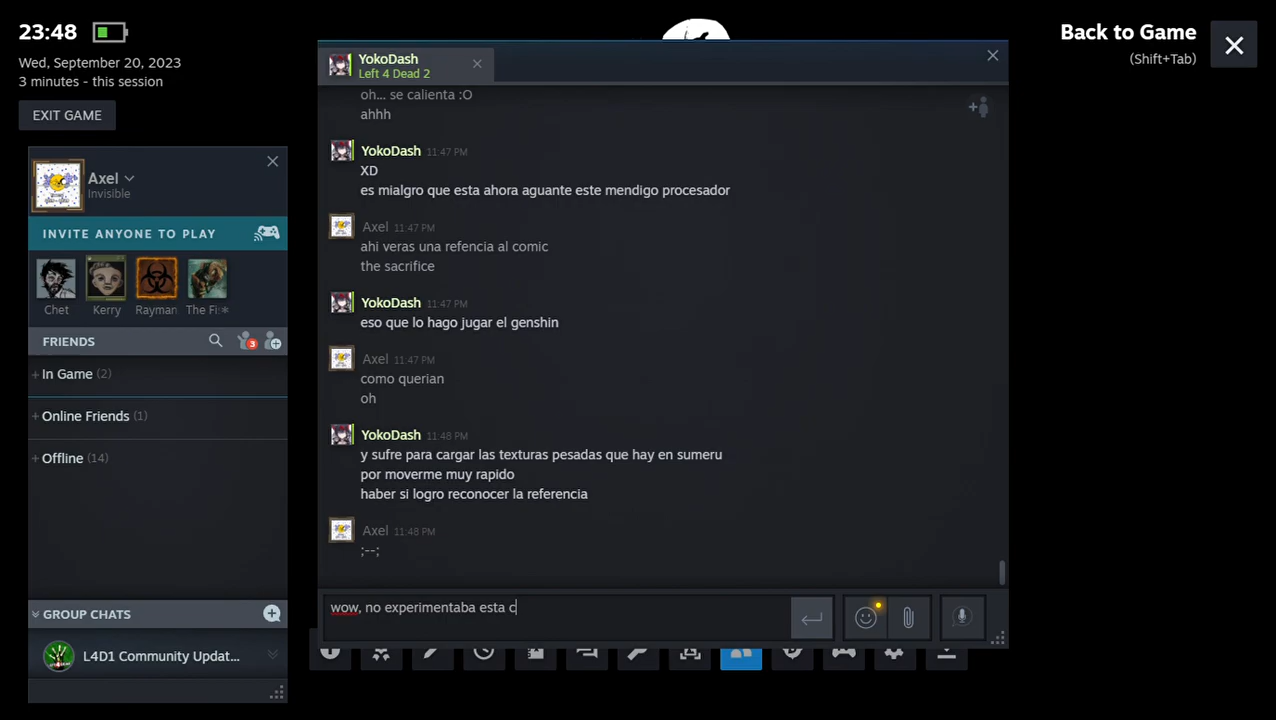 23:48
Wed, September 20, 2023
3 minutes - this session
EXIT GAME
Back to Game
(Shift+Tab)
Axel
Invisible
INVITE ANYONE TO PLAY
Chet
Kerry
Rayman
The Fi
FRIENDS
3
+ In Game (2)
+ Online Friends (1)
+ Offline (14)
GROUP CHATS
L4D1 Community Updat...
YokoDash
Left 4 Dead 2
oh... se calienta :O
ahhh
YokoDash 11:47 PM
XD
es mialgro que esta ahora aguante este mendigo procesador
Axel 11:47 PM
ahi veras una refencia al comic
the sacrifice
YokoDash 11:47 PM
eso que lo hago jugar el genshin
Axel 11:47 PM
como querian
oh
YokoDash 11:48 PM
y sufre para cargar las texturas pesadas que hay en sumeru
por moverme muy rapido
haber si logro reconocer la referencia
Axel 11:48 PM
;--;
wow, no experimentaba esta c